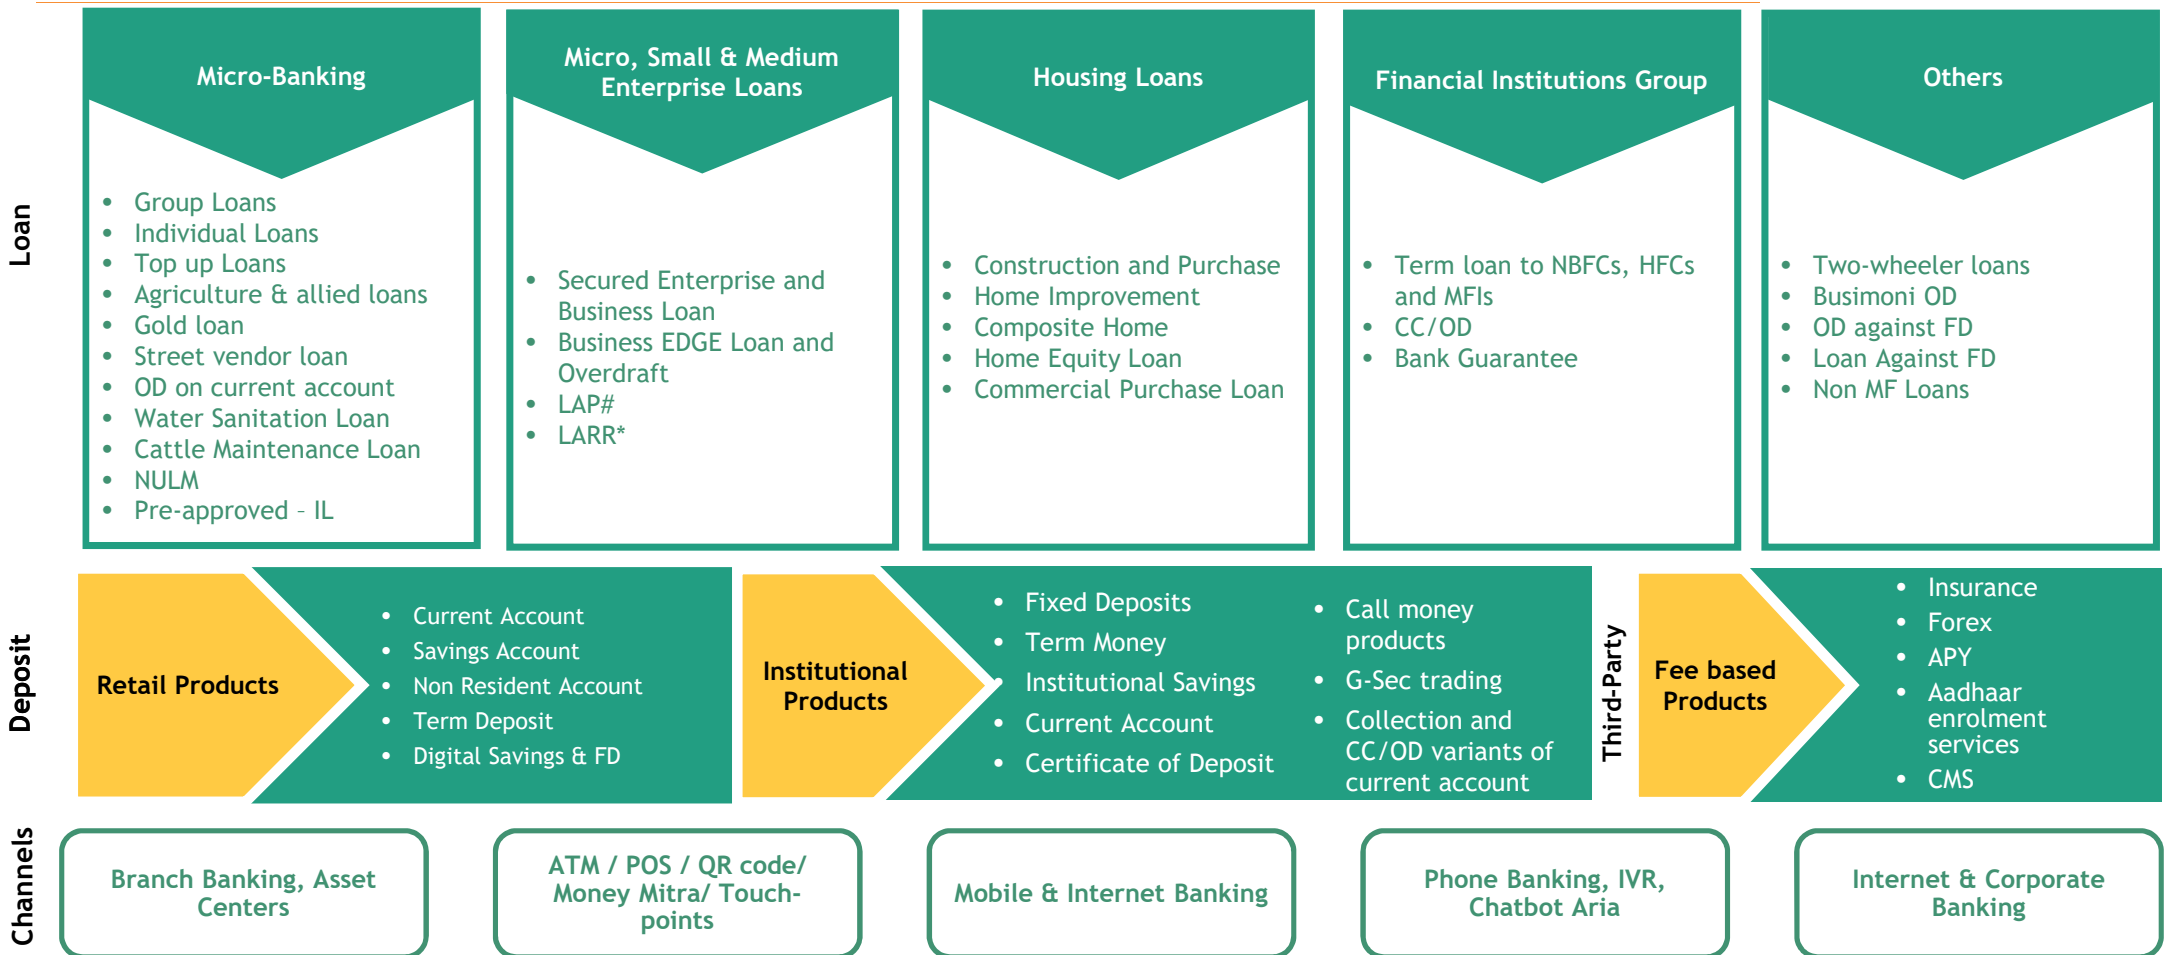 Loan
Micro-Banking
• Group Loans
• Individual Loans
• Top up Loans
• Agriculture & allied loans
• Gold loan
• Street vendor loan
• OD on current account
• Water Sanitation Loan
• Cattle Maintenance Loan
• NULM
• Pre-approved – IL
Micro, Small & Medium
Enterprise Loans
• Secured Enterprise and
Business Loan
• Business EDGE Loan and
Overdraft
• LAP#
• LARR*
Housing Loans
• Construction and Purchase
• Home Improvement
• Composite Home
• Home Equity Loan
• Commercial Purchase Loan
Financial Institutions Group
• Term loan to NBFCs, HFCs
and MFIs
• CC/OD
• Bank Guarantee
Others
• Two-wheeler loans
• Busimoni OD
• OD against FD
• Loan Against FD
• Non MF Loans
Deposit
Retail Products
• Current Account
• Savings Account
• Non Resident Account
• Term Deposit
• Digital Savings & FD
Institutional
Products
• Fixed Deposits
• Term Money
• Institutional Savings
• Current Account
• Certificate of Deposit
• Call money
products
• G-Sec trading
• Collection and
CC/OD variants of
current account
Third-Party
Fee based
Products
• Insurance
• Forex
• APY
• Aadhaar
enrolment
services
• CMS
Channels
Branch Banking, Asset
Centers
ATM / POS / QR code/
Money Mitra/ Touch-
points
Mobile & Internet Banking
Phone Banking, IVR,
Chatbot Aria
Internet & Corporate
Banking